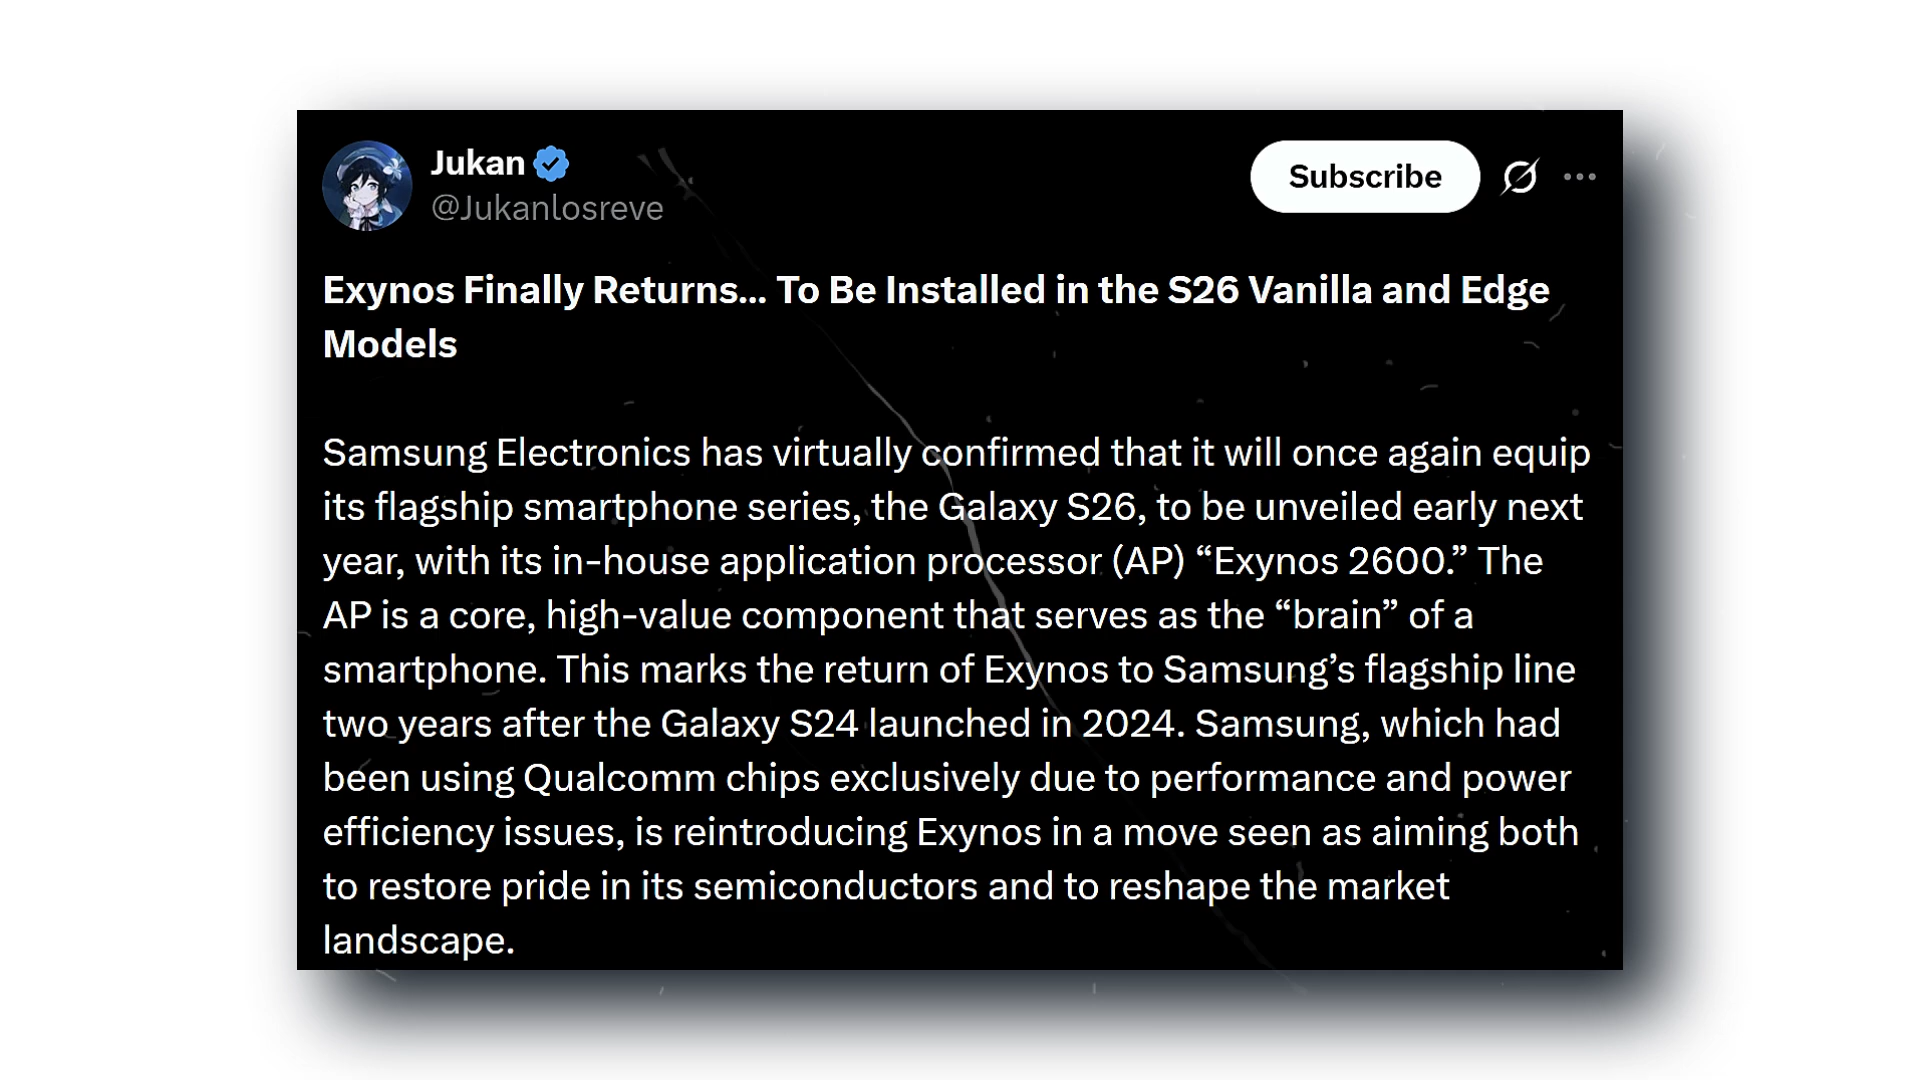 Jukan
@Jukanlosreve
Subscribe
Exynos Finally Returns... To Be Installed in the S26 Vanilla and Edge
Models
Samsung Electronics has virtually confirmed that it will once again equip
its flagship smartphone series, the Galaxy S26, to be unveiled early next
year, with its in-house application processor (AP) “Exynos 2600.” The
AP is a core, high-value component that serves as the “brain” of a
smartphone. This marks the return of Exynos to Samsung’s flagship line
two years after the Galaxy S24 launched in 2024. Samsung, which had
been using Qualcomm chips exclusively due to performance and power
efficiency issues, is reintroducing Exynos in a move seen as aiming both
to restore pride in its semiconductors and to reshape the market
landscape.